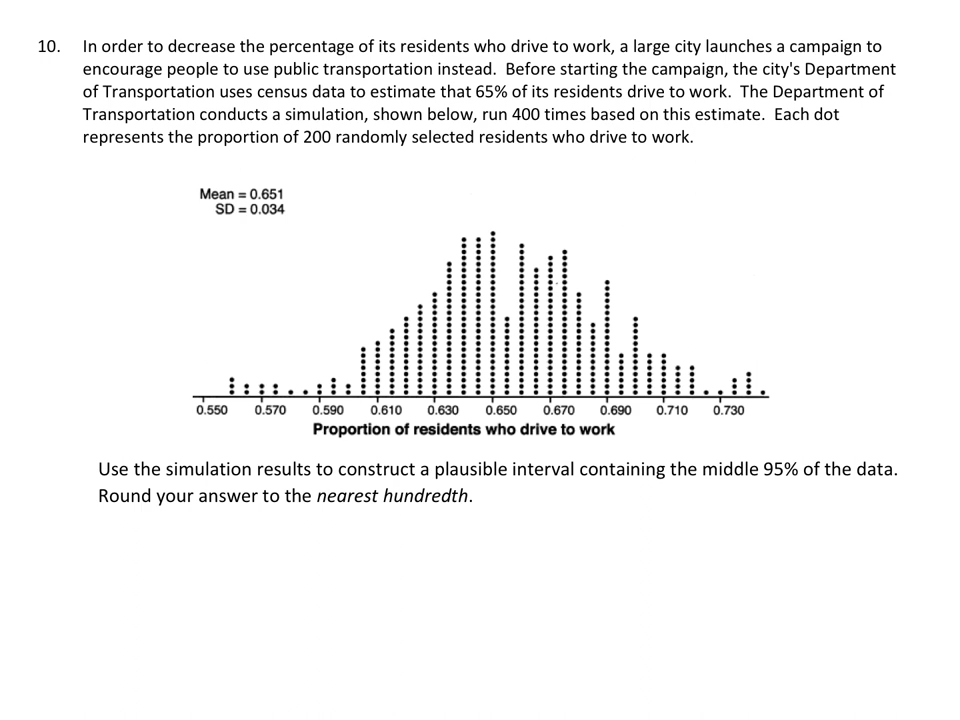 10. In order to decrease the percentage of its residents who drive to work, a large city launches a campaign to
encourage people to use public transportation instead. Before starting the campaign, the city's Department
of Transportation uses census data to estimate that 65% of its residents drive to work. The Department of
Transportation conducts a simulation, shown below, run 400 times based on this estimate. Each dot
represents the proportion of 200 randomly selected residents who drive to work.
Mean = 0.651
SD = 0.034
0.550 0.570 0.590 0.610 0.630 0.650 0.670 0.690 0.710 0.730
Proportion of residents who drive to work
Use the simulation results to construct a plausible interval containing the middle 95% of the data.
Round your answer to the nearest hundredth.